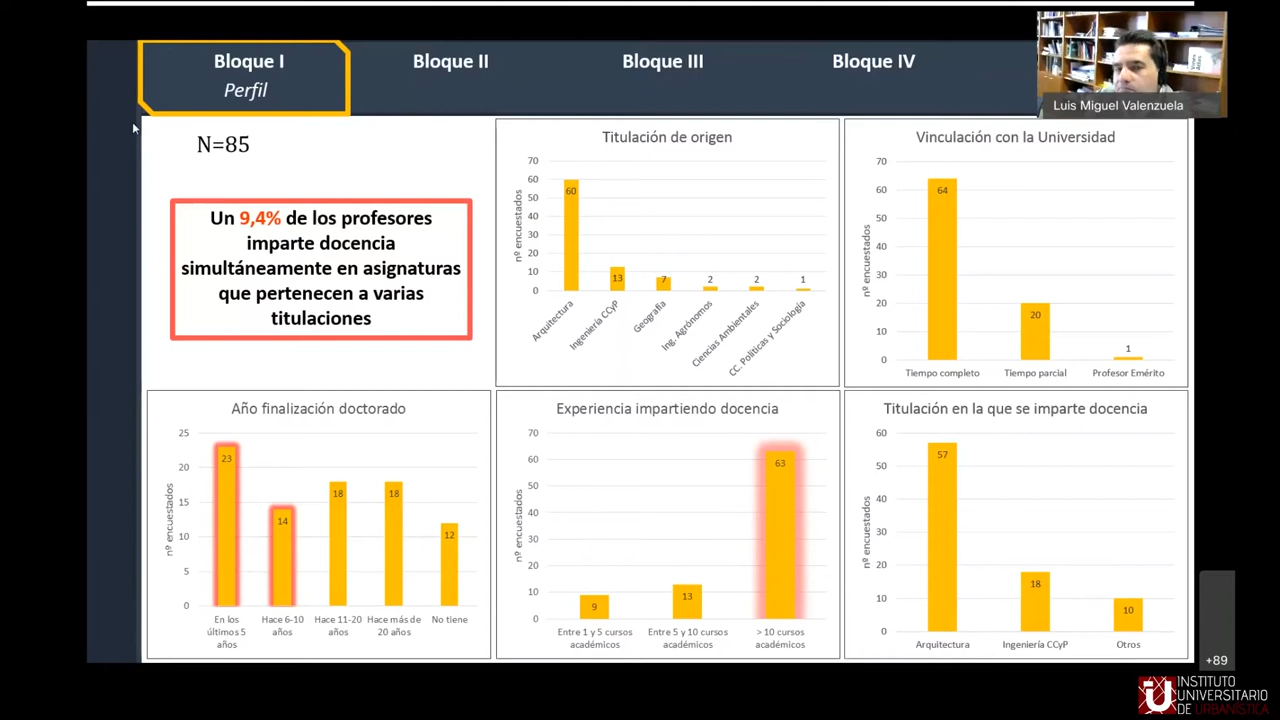 Bloque I
Perfil
Bloque II
Bloque III
Bloque IV
Luis Miguel Valenzuela
N=85
Un 9,4% de los profesores
imparte docencia
simultáneamente en asignaturas
que pertenecen a varias
titulaciones
Titulación de origen
nº encuestados
70
60
50
40
30
20
10
0
60
13
7
2
2
1
Arquitectura
Ingeniería CCyP
Geografía
Ing. Agrónomos
Ciencias Ambientales
CC. Políticas y Sociología
Vinculación con la Universidad
nº encuestados
70
60
50
40
30
20
10
0
64
20
1
Tiempo completo
Tiempo parcial
Profesor Emérito
Año finalización doctorado
nº encuestados
25
20
15
10
5
0
23
14
18
18
12
En los
últimos 5
años
Hace 6-10
años
Hace 11-20
años
Hace más de
20 años
No tiene
Experiencia impartiendo docencia
nº encuestados
70
60
50
40
30
20
10
0
9
13
63
Entre 1 y 5 cursos
académicos
Entre 5 y 10 cursos
académicos
> 10 cursos
académicos
Titulación en la que se imparte docencia
nº encuestados
60
50
40
30
20
10
0
57
18
10
Arquitectura
Ingeniería CCyP
Otros
+89
INSTITUTO
UNIVERSITARIO
DE URBANÍSTICA